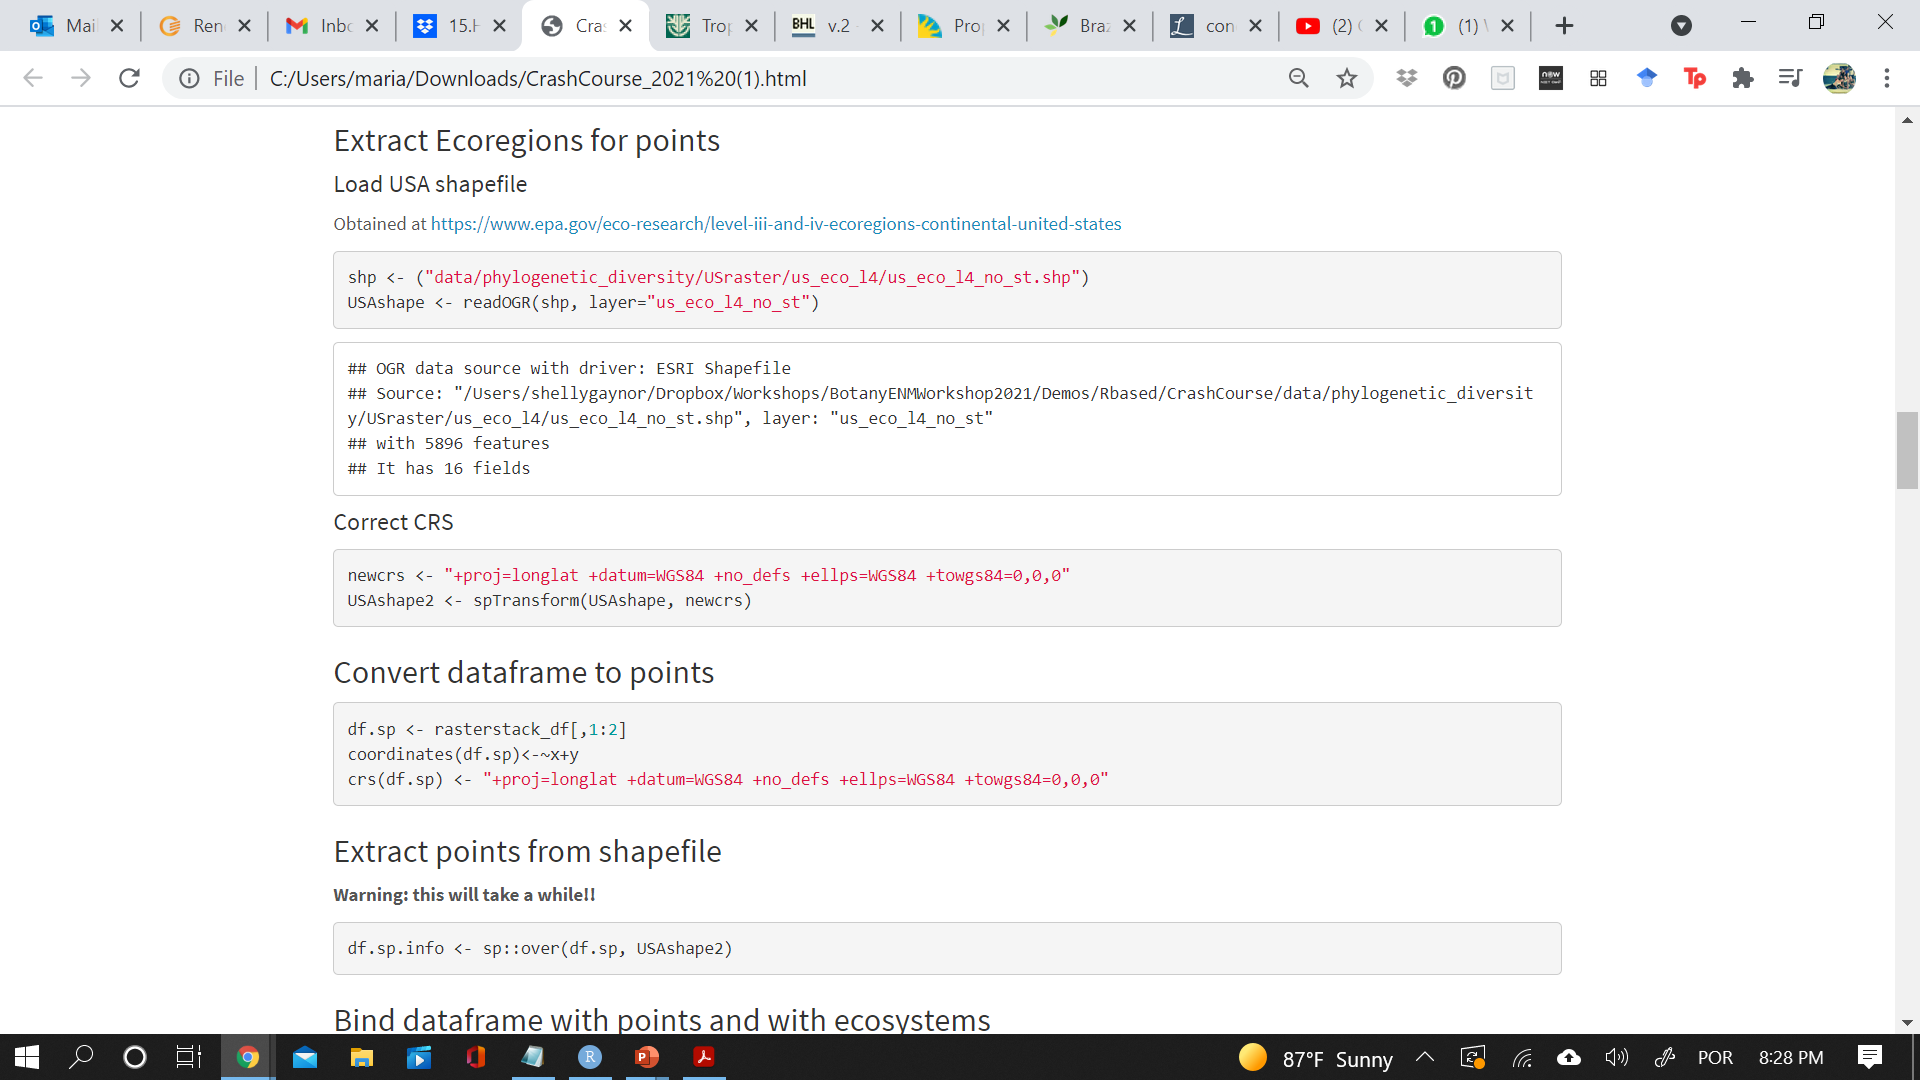 Mai
Ren
Inbc
15.H
Cra
Trop
BHL
v.2
Pro
Braz
L
con
(2) (
1
(1) \
File
C:/Users/maria/Downloads/CrashCourse_2021%20(1).html
now
Tp
Extract Ecoregions for points
Load USA shapefile
Obtained at https://www.epa.gov/eco-research/level-iii-and-iv-ecoregions-continental-united-states
shp <- ("data/phylogenetic_diversity/USraster/us_eco_l4/us_eco_l4_no_st.shp")
USAshape <- readOGR(shp, layer="us_eco_l4_no_st")
## OGR data source with driver: ESRI Shapefile
## Source: "/Users/shellygaynor/Dropbox/Workshops/BotanyENMWorkshop2021/Demos/Rbased/CrashCourse/data/phylogenetic_diversit
y/USraster/us_eco_l4/us_eco_l4_no_st.shp", layer: "us_eco_l4_no_st"
## with 5896 features
## It has 16 fields
Correct CRS
newcrs <- "+proj=longlat +datum=WGS84 +no_defs +ellps=WGS84 +towgs84=0,0,0"
USAshape2 <- spTransform(USAshape, newcrs)
Convert dataframe to points
df.sp <- rasterstack_df[,1:2]
coordinates(df.sp)<-~x+y
crs(df.sp) <- "+proj=longlat +datum=WGS84 +no_defs +ellps=WGS84 +towgs84=0,0,0"
Extract points from shapefile
Warning: this will take a while!!
df.sp.info <- sp::over(df.sp, USAshape2)
Bind dataframe with points and with ecosystems
R
P
87°F Sunny
POR
8:28 PM